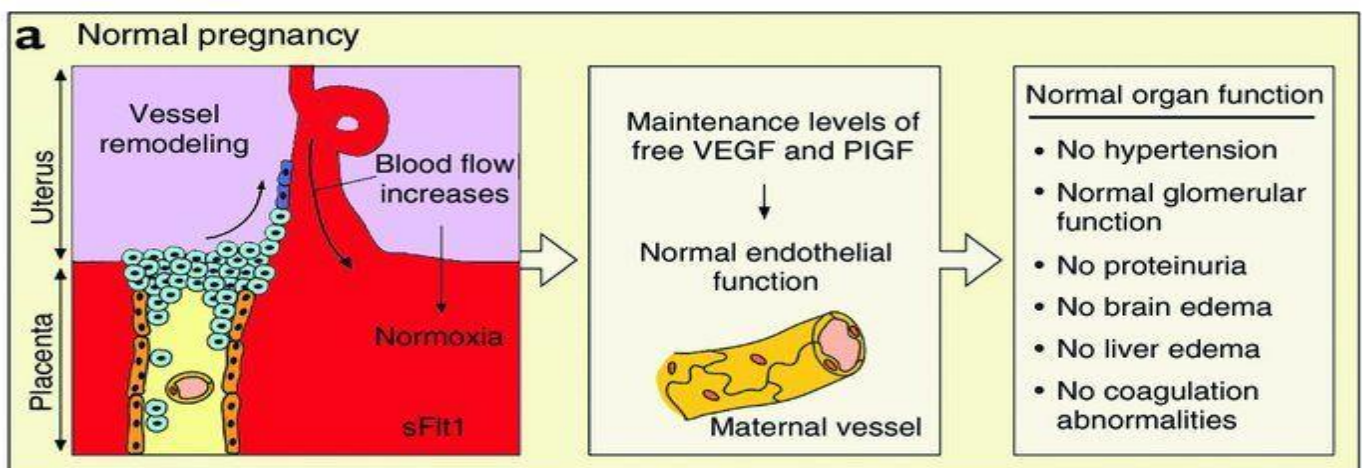 a Normal pregnancy
Uterus
Placenta
Vessel
remodeling
Blood flow
increases
Normoxia
sFlt1
Maintenance levels of
free VEGF and PlGF
Normal endothelial
function
Maternal vessel
Normal organ function
• No hypertension
• Normal glomerular
function
• No proteinuria
• No brain edema
• No liver edema
• No coagulation
abnormalities